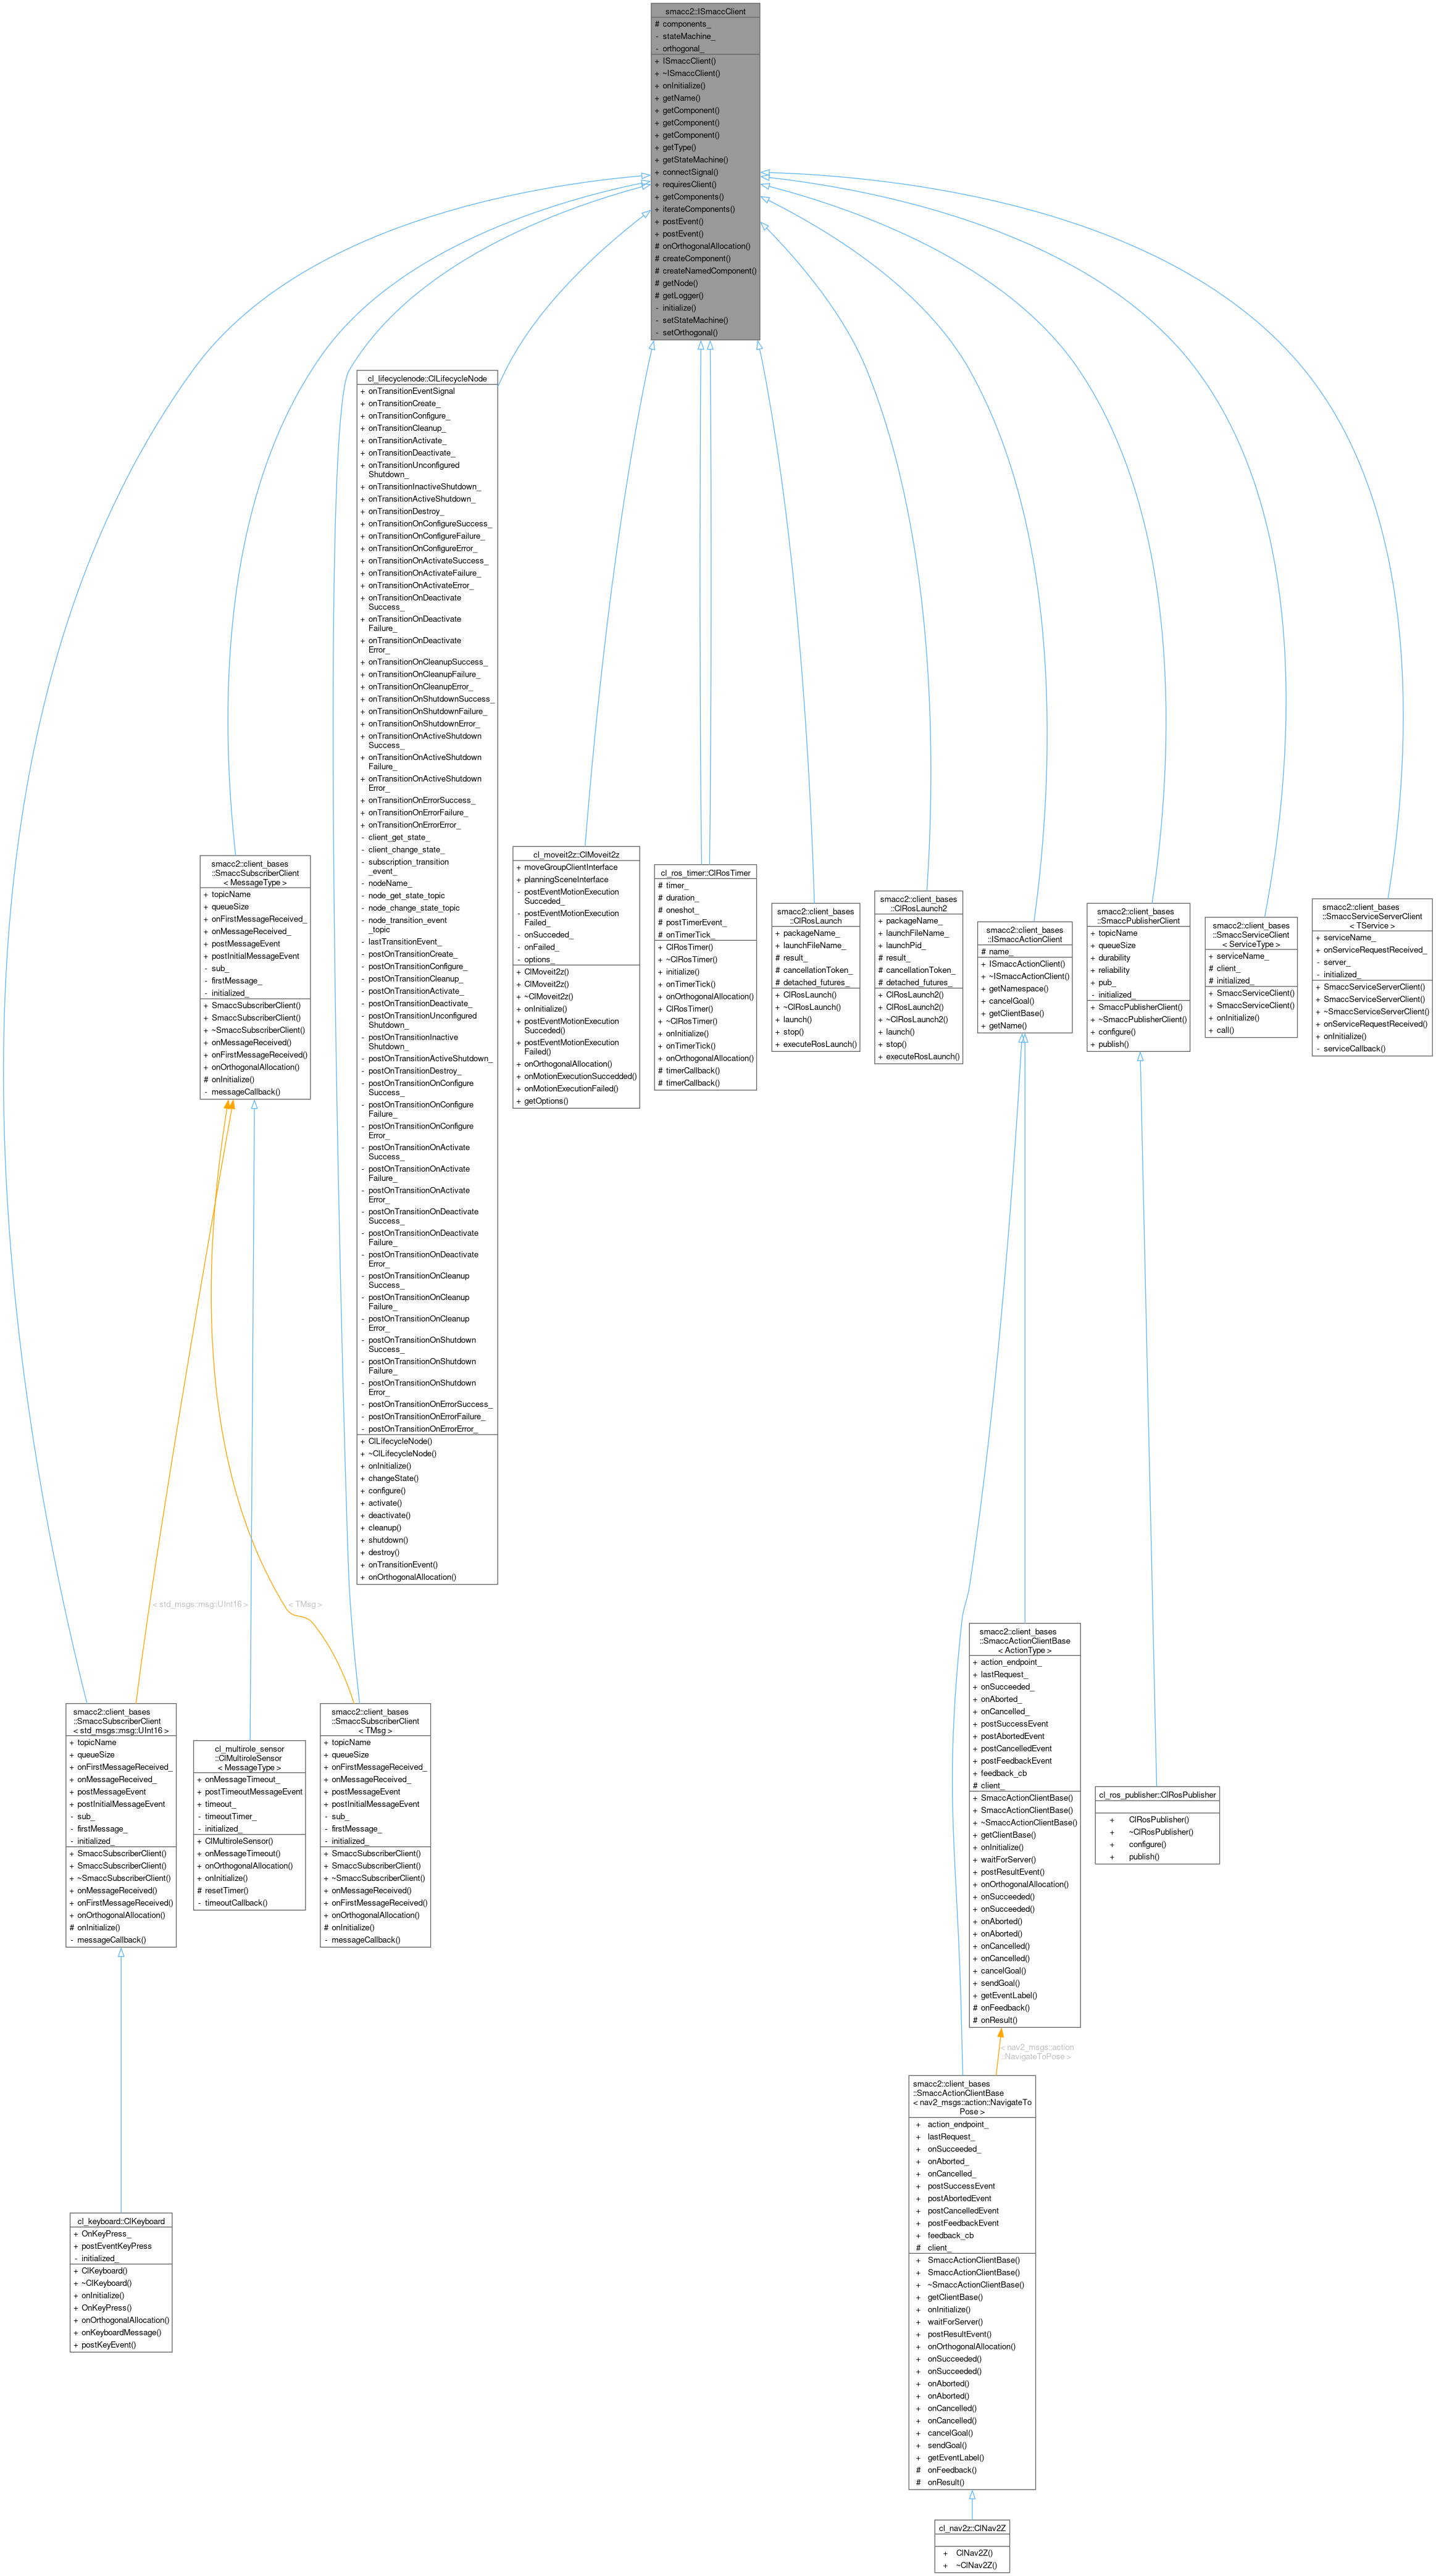 smacc2::ISmaccClient
# components_
- stateMachine_
- orthogonal_
+ ISmaccClient()
+ ~ISmaccClient()
+ onInitialize()
+ getName()
+ getComponent()
+ getComponent()
+ getComponent()
+ getType()
+ getStateMachine()
+ connectSignal()
+ requiresClient()
+ getComponents()
+ iterateComponents()
+ postEvent()
+ postEvent()
# onOrthogonalAllocation()
# createComponent()
# createNamedComponent()
# getNode()
# getLogger()
- initialize()
- setStateMachine()
- setOrthogonal()
smacc2::client_bases
::SmaccSubscriberClient
< MessageType >
+ topicName
+ queueSize
+ onFirstMessageReceived_
+ onMessageReceived_
+ postMessageEvent
+ postInitialMessageEvent
- sub_
- firstMessage_
- initialized_
+ SmaccSubscriberClient()
+ SmaccSubscriberClient()
+ ~SmaccSubscriberClient()
+ onMessageReceived()
+ onFirstMessageReceived()
+ onOrthogonalAllocation()
# onInitialize()
- messageCallback()
cl_lifecyclenode::ClLifecycleNode
+ onTransitionEventSignal
+ onTransitionCreate_
+ onTransitionConfigure_
+ onTransitionCleanup_
+ onTransitionActivate_
+ onTransitionDeactivate_
+ onTransitionUnconfigured
Shutdown_
+ onTransitionInactiveShutdown_
+ onTransitionActiveShutdown_
+ onTransitionDestroy_
+ onTransitionOnConfigureSuccess_
+ onTransitionOnConfigureFailure_
+ onTransitionOnConfigureError_
+ onTransitionOnActivateSuccess_
+ onTransitionOnActivateFailure_
+ onTransitionOnActivateError_
+ onTransitionOnDeactivate
Success_
+ onTransitionOnDeactivate
Failure_
+ onTransitionOnDeactivate
Error_
+ onTransitionOnCleanupSuccess_
+ onTransitionOnCleanupFailure_
+ onTransitionOnCleanupError_
+ onTransitionOnShutdownSuccess_
+ onTransitionOnShutdownFailure_
+ onTransitionOnShutdownError_
+ onTransitionOnActiveShutdown
Success_
+ onTransitionOnActiveShutdown
Failure_
+ onTransitionOnActiveShutdown
Error_
+ onTransitionOnErrorSuccess_
+ onTransitionOnErrorFailure_
+ onTransitionOnErrorError_
- client_get_state_
- client_change_state_
- subscription_transition
_event_
- nodeName_
- node_get_state_topic
- node_change_state_topic
- node_transition_event
_topic
- lastTransitionEvent_
- postOnTransitionCreate_
- postOnTransitionConfigure_
- postOnTransitionCleanup_
- postOnTransitionActivate_
- postOnTransitionDeactivate_
- postOnTransitionUnconfigured
Shutdown_
- postOnTransitionInactive
Shutdown_
- postOnTransitionActiveShutdown_
- postOnTransitionDestroy_
- postOnTransitionOnConfigure
Success_
- postOnTransitionOnConfigure
Failure_
- postOnTransitionOnConfigure
Error_
- postOnTransitionOnActivate
Success_
- postOnTransitionOnActivate
Failure_
- postOnTransitionOnActivate
Error_
- postOnTransitionOnDeactivate
Success_
- postOnTransitionOnDeactivate
Failure_
- postOnTransitionOnDeactivate
Error_
- postOnTransitionOnCleanup
Success_
- postOnTransitionOnCleanup
Failure_
- postOnTransitionOnCleanup
Error_
- postOnTransitionOnShutdown
Success_
- postOnTransitionOnShutdown
Failure_
- postOnTransitionOnShutdown
Error_
- postOnTransitionOnErrorSuccess_
- postOnTransitionOnErrorFailure_
- postOnTransitionOnErrorError_
+ ClLifecycleNode()
+ ~ClLifecycleNode()
+ onInitialize()
+ changeState()
+ configure()
+ activate()
+ deactivate()
+ cleanup()
+ shutdown()
+ destroy()
+ onTransitionEvent()
+ onOrthogonalAllocation()
cl_moveit2z::ClMoveit2z
+ moveGroupClientInterface
+ planningSceneInterface
- postEventMotionExecution
Succeded_
- postEventMotionExecution
Failed_
- onSucceded_
- onFailed_
- options_
+ ClMoveit2z()
+ ClMoveit2z()
+ ~ClMoveit2z()
+ onInitialize()
+ postEventMotionExecution
Succeded()
+ postEventMotionExecution
Failed()
+ onOrthogonalAllocation()
+ onMotionExecutionSuccedded()
+ onMotionExecutionFailed()
+ getOptions()
cl_ros_timer::ClRosTimer
# timer_
# duration_
# oneshot_
# postTimerEvent_
# onTimerTick_
+ ClRosTimer()
+ ~ClRosTimer()
+ initialize()
+ onTimerTick()
+ onOrthogonalAllocation()
+ ClRosTimer()
+ ~ClRosTimer()
+ onInitialize()
+ onTimerTick()
+ onOrthogonalAllocation()
# timerCallback()
# timerCallback()
smacc2::client_bases
::ClRosLaunch
+ packageName_
+ launchFileName_
# result_
# cancellationToken_
# detached_futures_
+ ClRosLaunch()
+ ~ClRosLaunch()
+ launch()
+ stop()
+ executeRosLaunch()
smacc2::client_bases
::ClRosLaunch2
+ packageName_
+ launchFileName_
+ launchPid_
# result_
# cancellationToken_
# detached_futures_
+ ClRosLaunch2()
+ ClRosLaunch2()
+ ~ClRosLaunch2()
+ launch()
+ stop()
+ executeRosLaunch()
smacc2::client_bases
::ISmaccActionClient
# name_
+ ISmaccActionClient()
+ ~ISmaccActionClient()
+ getNamespace()
+ cancelGoal()
+ getClientBase()
+ getName()
smacc2::client_bases
::SmaccPublisherClient
+ topicName
+ queueSize
+ durability
+ reliability
+ pub_
- initialized_
+ SmaccPublisherClient()
+ ~SmaccPublisherClient()
+ configure()
+ publish()
smacc2::client_bases
::SmaccServiceClient
< ServiceType >
+ serviceName_
# client_
# initialized_
+ SmaccServiceClient()
+ SmaccServiceClient()
+ onInitialize()
+ call()
smacc2::client_bases
::SmaccServiceServerClient
< TService >
+ serviceName_
+ onServiceRequestReceived_
- server_
- initialized_
+ SmaccServiceServerClient()
+ SmaccServiceServerClient()
+ ~SmaccServiceServerClient()
+ onServiceRequestReceived()
+ onInitialize()
- serviceCallback()
< std_msgs::msg::UInt16 >
< TMsg >
smacc2::client_bases
::SmaccSubscriberClient
< std_msgs::msg::UInt16 >
+ topicName
+ queueSize
+ onFirstMessageReceived_
+ onMessageReceived_
+ postMessageEvent
+ postInitialMessageEvent
- sub_
- firstMessage_
- initialized_
+ SmaccSubscriberClient()
+ SmaccSubscriberClient()
+ ~SmaccSubscriberClient()
+ onMessageReceived()
+ onFirstMessageReceived()
+ onOrthogonalAllocation()
# onInitialize()
- messageCallback()
cl_multirole_sensor
::ClMultiroleSensor
< MessageType >
+ onMessageTimeout_
+ postTimeoutMessageEvent
+ timeout_
- timeoutTimer_
- initialized_
+ ClMultiroleSensor()
+ onMessageTimeout()
+ onOrthogonalAllocation()
+ onInitialize()
# resetTimer()
- timeoutCallback()
smacc2::client_bases
::SmaccSubscriberClient
< TMsg >
+ topicName
+ queueSize
+ onFirstMessageReceived_
+ onMessageReceived_
+ postMessageEvent
+ postInitialMessageEvent
- sub_
- firstMessage_
- initialized_
+ SmaccSubscriberClient()
+ SmaccSubscriberClient()
+ ~SmaccSubscriberClient()
+ onMessageReceived()
+ onFirstMessageReceived()
+ onOrthogonalAllocation()
# onInitialize()
- messageCallback()
smacc2::client_bases
::SmaccActionClientBase
< ActionType >
+ action_endpoint_
+ lastRequest_
+ onSucceeded_
+ onAborted_
+ onCancelled_
+ postSuccessEvent
+ postAbortedEvent
+ postCancelledEvent
+ postFeedbackEvent
+ feedback_cb
# client_
+ SmaccActionClientBase()
+ SmaccActionClientBase()
+ ~SmaccActionClientBase()
+ getClientBase()
+ onInitialize()
+ waitForServer()
+ postResultEvent()
+ onOrthogonalAllocation()
+ onSucceeded()
+ onSucceeded()
+ onAborted()
+ onAborted()
+ onCancelled()
+ onCancelled()
+ cancelGoal()
+ sendGoal()
+ getEventLabel()
# onFeedback()
# onResult()
cl_ros_publisher::ClRosPublisher
+ ClRosPublisher()
+ ~ClRosPublisher()
+ configure()
+ publish()
< nav2_msgs::action
::NavigateToPose >
smacc2::client_bases
::SmaccActionClientBase
< nav2_msgs::action::NavigateTo
Pose >
+ action_endpoint_
+ lastRequest_
+ onSucceeded_
+ onAborted_
+ onCancelled_
+ postSuccessEvent
+ postAbortedEvent
+ postCancelledEvent
+ postFeedbackEvent
+ feedback_cb
# client_
+ SmaccActionClientBase()
+ SmaccActionClientBase()
+ ~SmaccActionClientBase()
+ getClientBase()
+ onInitialize()
+ waitForServer()
+ postResultEvent()
+ onOrthogonalAllocation()
+ onSucceeded()
+ onSucceeded()
+ onAborted()
+ onAborted()
+ onCancelled()
+ onCancelled()
+ cancelGoal()
+ sendGoal()
+ getEventLabel()
# onFeedback()
# onResult()
cl_keyboard::ClKeyboard
+ OnKeyPress_
+ postEventKeyPress
- initialized_
+ ClKeyboard()
+ ~ClKeyboard()
+ onInitialize()
+ OnKeyPress()
+ onOrthogonalAllocation()
+ onKeyboardMessage()
+ postKeyEvent()
cl_nav2z::ClNav2Z
+ ClNav2Z()
+ ~ClNav2Z()